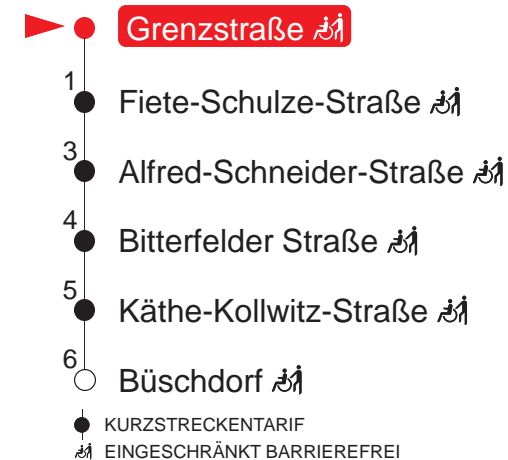 Grenzstraße
1
Fiete-Schulze-Straße
3
Alfred-Schneider-Straße
4
Bitterfelder Straße
5
Käthe-Kollwitz-Straße
6
Büschdorf
KURZSTRECKENTARIF
EINGESCHRÄNKT BARRIEREFREI